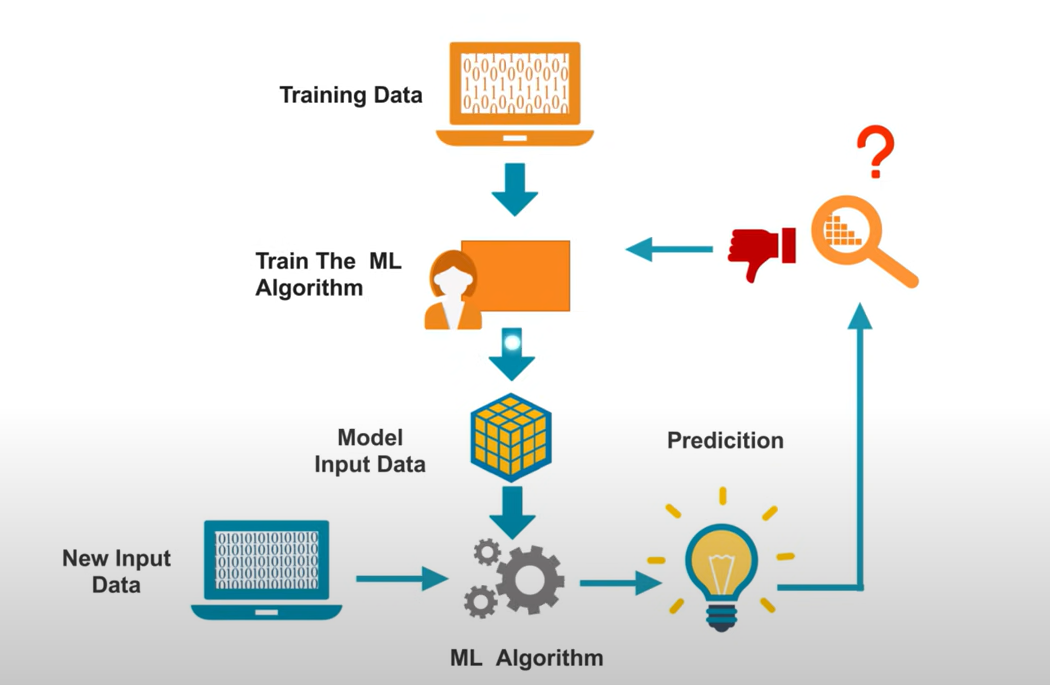 Training Data
?
Train The ML
Algorithm
Model
Input Data
Predicition
New Input
Data
ML Algorithm